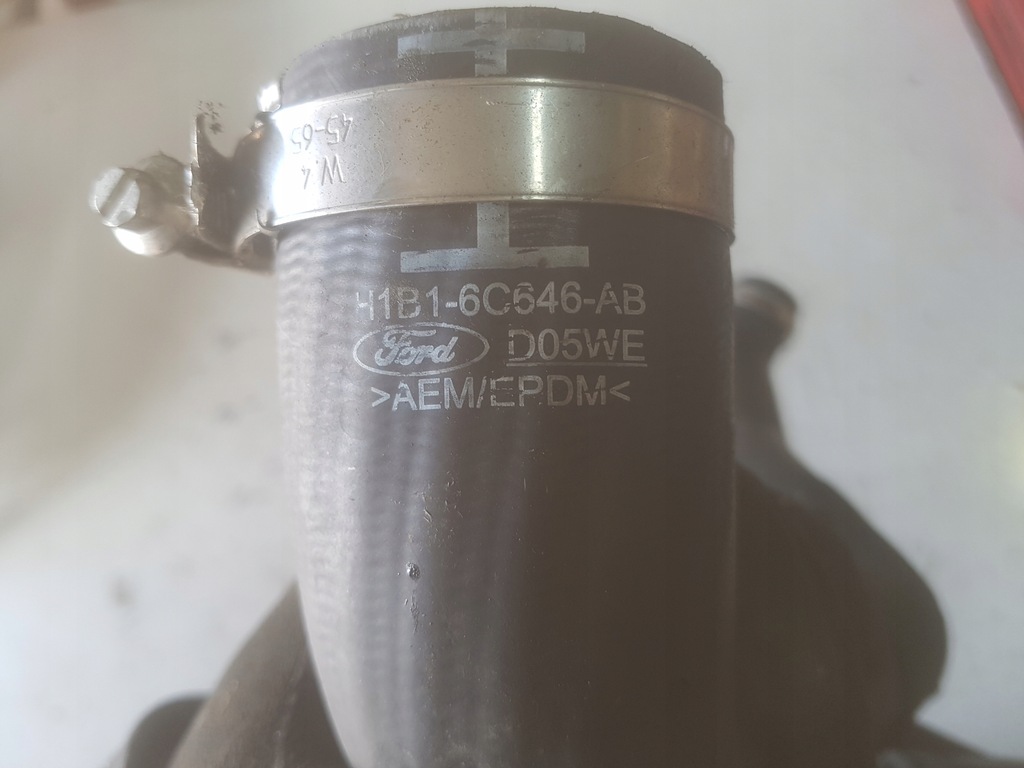 W 4
45-65
H1B1-6C646-AB
Ford D05WE
>AEM/EPDM<